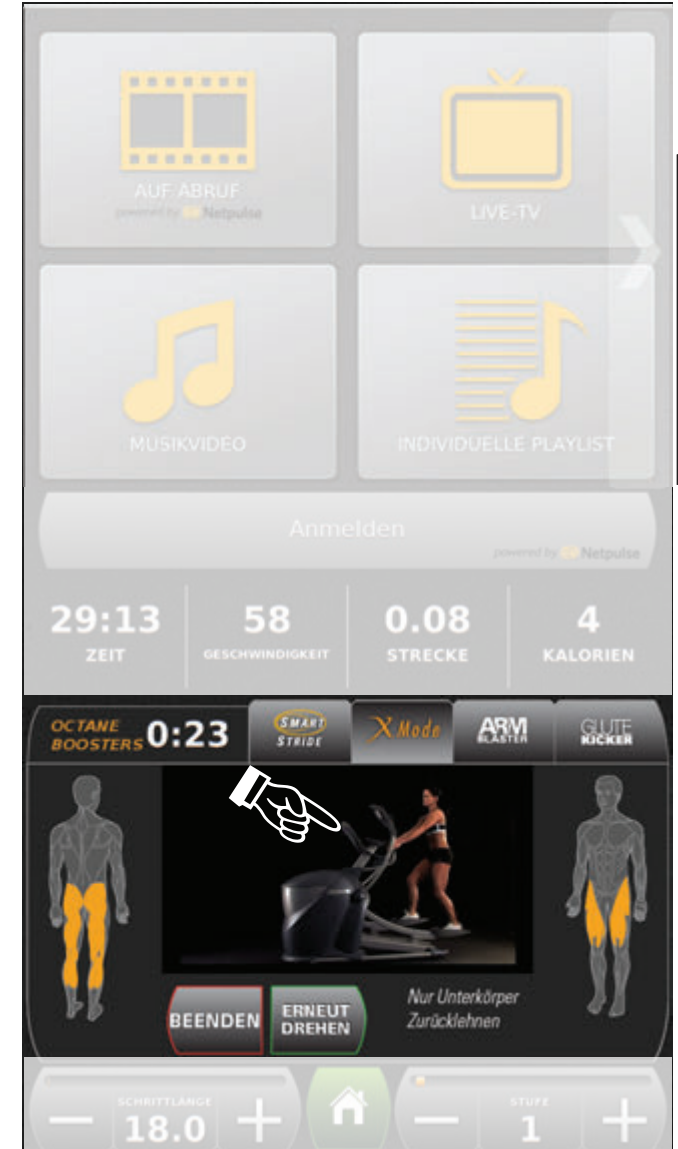 AUF ABRUF
powered by Netpulse
LIVE-TV
MUSIKVIDEO
INDIVIDUELLE PLAYLIST
Anmelden
powered by Netpulse
29:13
ZEIT
58
GESCHWINDIGKEIT
0.08
STRECKE
4
KALORIEN
OCTANE
BOOSTERS
0:23
SMART
STRIDE
XMode
ARM
BLASTER
GLUTE
KICKER
BEENDEN
ERNEUT
DREHEN
Nur Unterkörper
Zurücklehnen
SCHRITTLÄNGE
18.0
STUFE
1